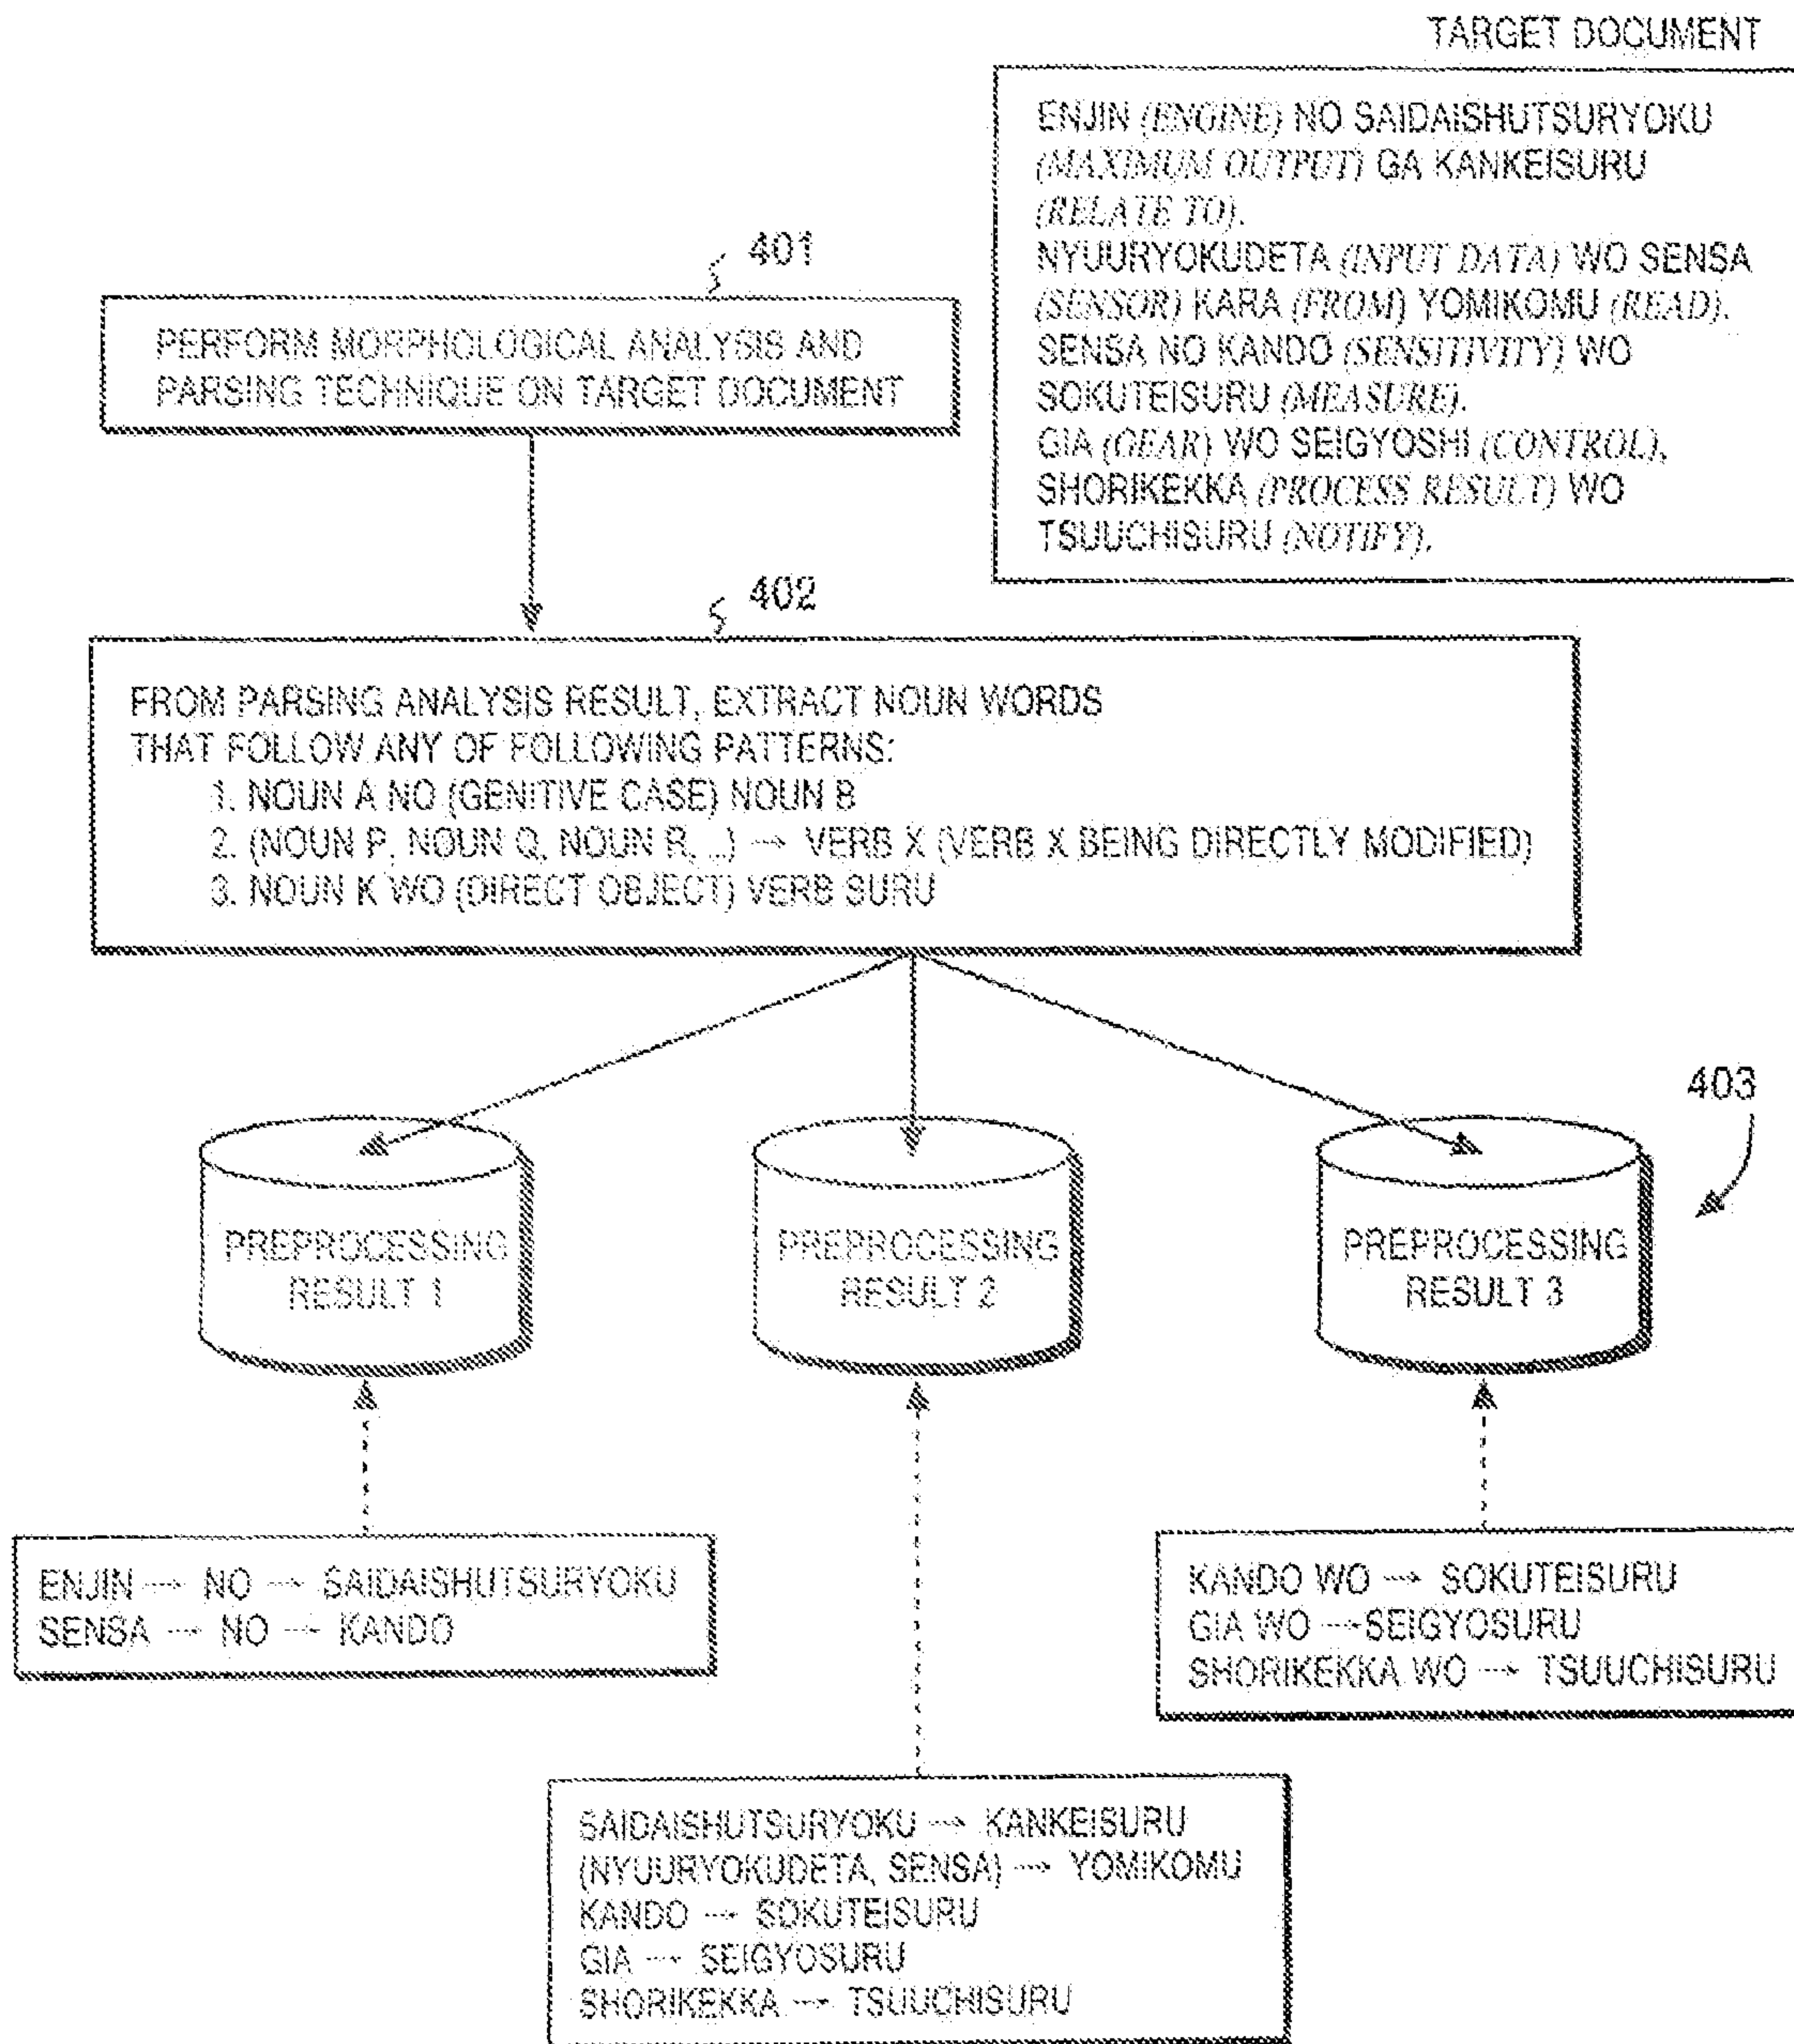 TARGET DOCUMENT
ENJIN (ENGINE) NO SAIDAISHUTSURYOKU
(MAXIMUM OUTPUT) GA KANKEISURU
(RELATE TO).
NYUURYOKUDETA (INPUT DATA) WO SENSA
(SENSOR) KARA (FROM) YOMIKOMU (READ).
SENSA NO KANDO (SENSITIVITY) WO
SOKUTEISURU (MEASURE).
GIA (GEAR) WO SEIGYOSHI (CONTROL),
SHORIKEKKA (PROCESS RESULT) WO
TSUUCHISURU (NOTIFY).
401
PERFORM MORPHOLOGICAL ANALYSIS AND
PARSING TECHNIQUE ON TARGET DOCUMENT
402
FROM PARSING ANALYSIS RESULT, EXTRACT NOUN WORDS
THAT FOLLOW ANY OF FOLLOWING PATTERNS:
1. NOUN A NO (GENITIVE CASE) NOUN B
2. (NOUN P, NOUN Q, NOUN R, ...) → VERB X (VERB X BEING DIRECTLY MODIFIED)
3. NOUN K WO (DIRECT OBJECT) VERB SURU
403
PREPROCESSING
RESULT 1
PREPROCESSING
RESULT 2
PREPROCESSING
RESULT 3
ENJIN → NO → SAIDAISHUTSURYOKU
SENSA → NO → KANDO
KANDO WO → SOKUTEISURU
GIA WO → SEIGYOSURU
SHORIKEKKA WO → TSUUCHISURU
SAIDAISHUTSURYOKU → KANKEISURU
(NYUURYOKUDETA, SENSA) → YOMIKOMU
KANDO → SOKUTEISURU
GIA → SEIGYOSURU
SHORIKEKKA → TSUUCHISURU